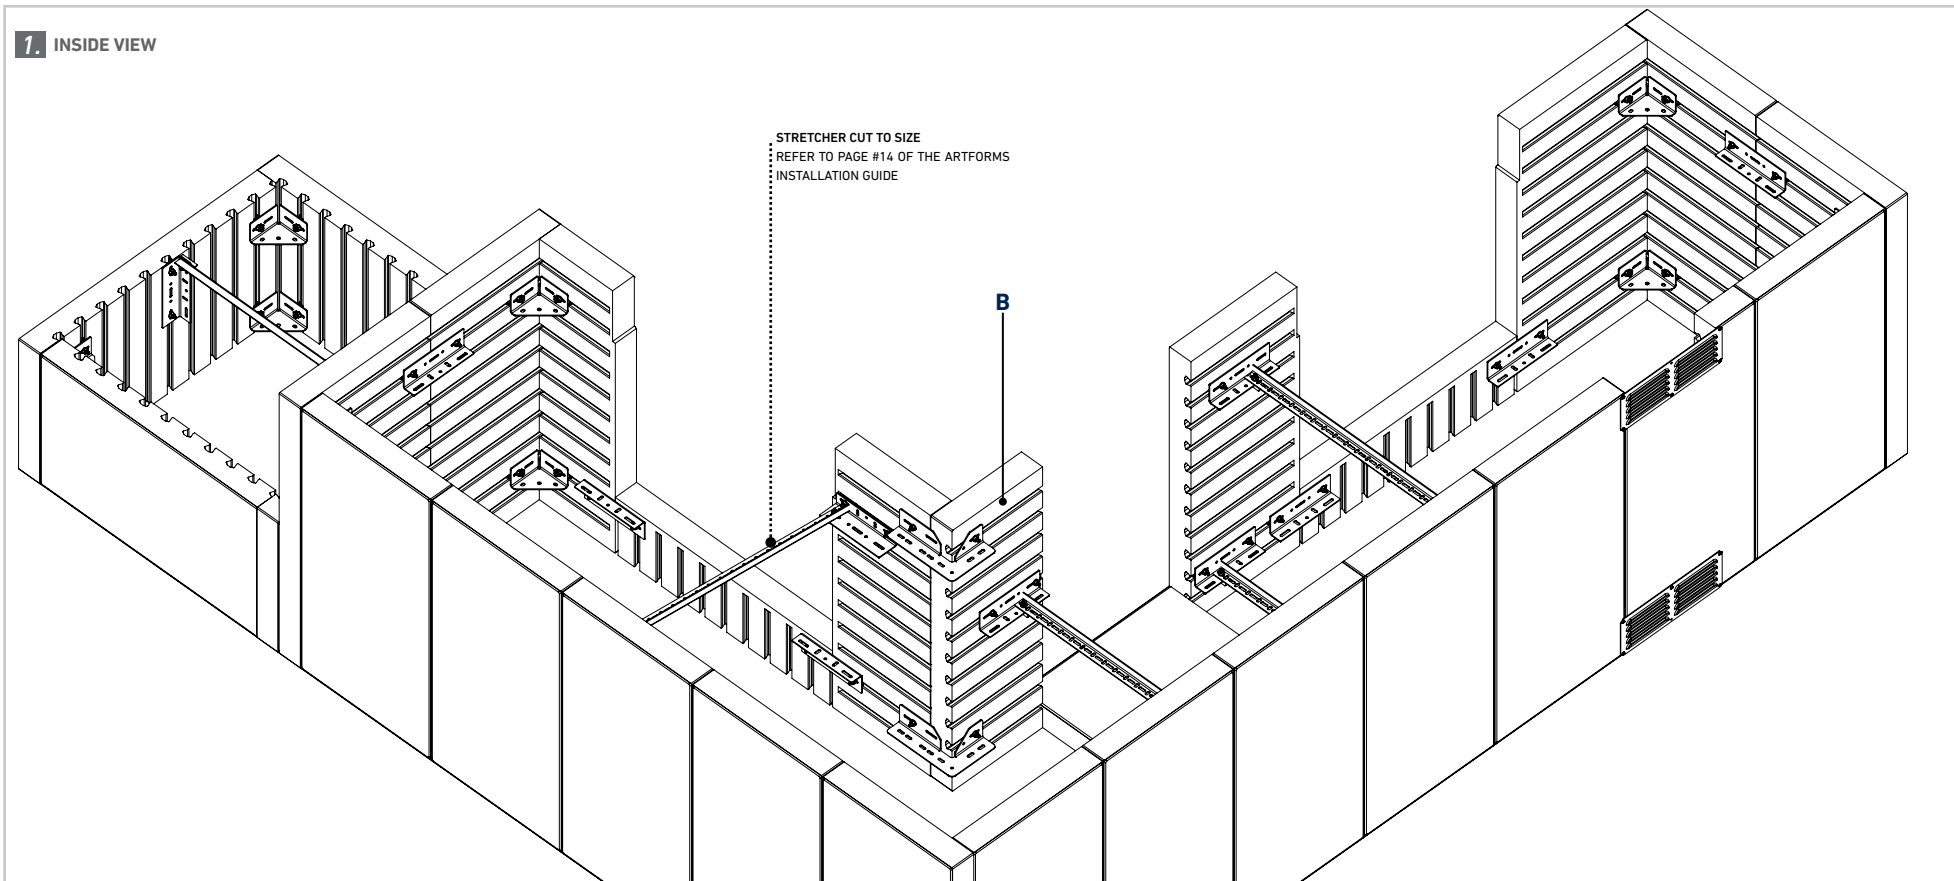 1. INSIDE VIEW
STRETCHER CUT TO SIZE
REFER TO PAGE #14 OF THE ARTFORMS
INSTALLATION GUIDE
B